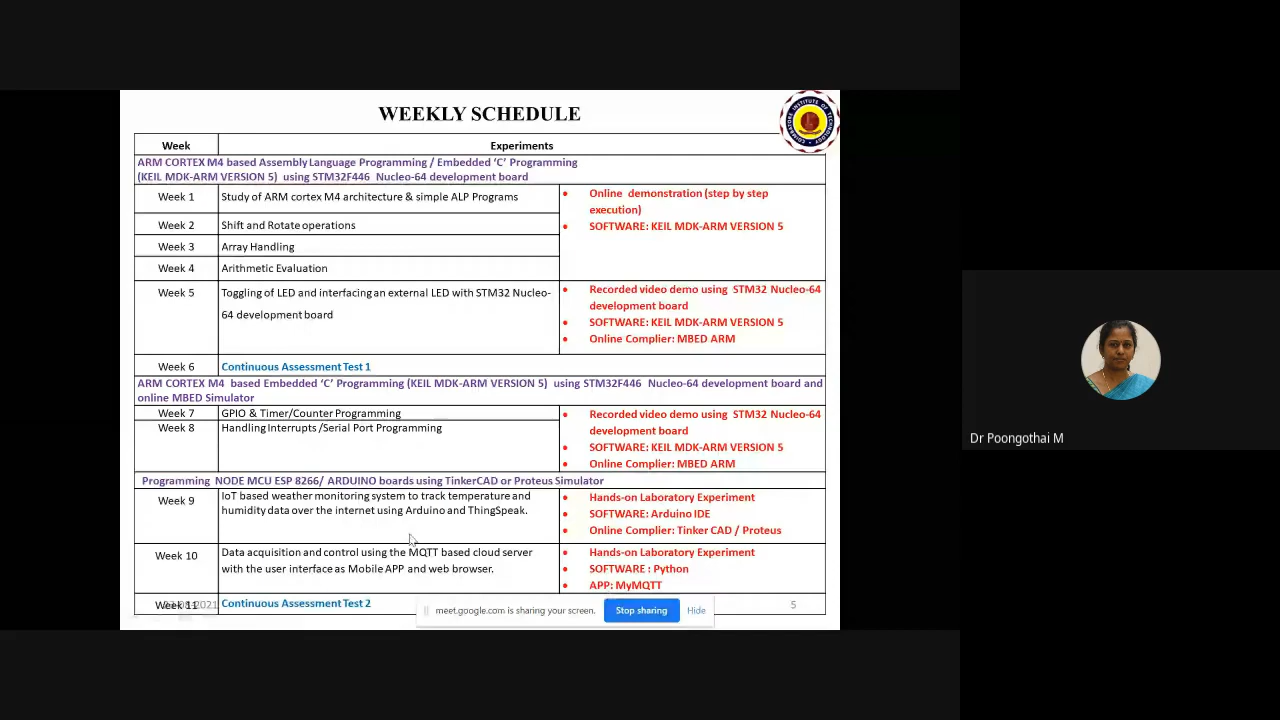 WEEKLY SCHEDULE
Week
Experiments
ARM CORTEX M4 based Assembly Language Programming / Embedded ‘C’ Programming
(KEIL MDK-ARM VERSION 5) using STM32F446 Nucleo-64 development board
Week 1
Study of ARM cortex M4 architecture & simple ALP Programs
• Online demonstration (step by step
execution)
• SOFTWARE: KEIL MDK-ARM VERSION 5
Week 2
Shift and Rotate operations
Week 3
Array Handling
Week 4
Arithmetic Evaluation
Week 5
Toggling of LED and interfacing an external LED with STM32 Nucleo-
64 development board
• Recorded video demo using STM32 Nucleo-64
development board
• SOFTWARE: KEIL MDK-ARM VERSION 5
• Online Complier: MBED ARM
Week 6
Continuous Assessment Test 1
ARM CORTEX M4 based Embedded ‘C’ Programming (KEIL MDK-ARM VERSION 5) using STM32F446 Nucleo-64 development board and
online MBED Simulator
Week 7
GPIO & Timer/Counter Programming
• Recorded video demo using STM32 Nucleo-64
development board
• SOFTWARE: KEIL MDK-ARM VERSION 5
• Online Complier: MBED ARM
Week 8
Handling Interrupts /Serial Port Programming
Programming NODE MCU ESP 8266/ ARDUINO boards using TinkerCAD or Proteus Simulator
Week 9
IoT based weather monitoring system to track temperature and
humidity data over the internet using Arduino and ThingSpeak.
• Hands-on Laboratory Experiment
• SOFTWARE: Arduino IDE
• Online Complier: Tinker CAD / Proteus
Week 10
Data acquisition and control using the MQTT based cloud server
with the user interface as Mobile APP and web browser.
• Hands-on Laboratory Experiment
• SOFTWARE : Python
• APP: MyMQTT
Week 11
Continuous Assessment Test 2
5
meet.google.com is sharing your screen.
Stop sharing
Hide
Dr Poongothai M